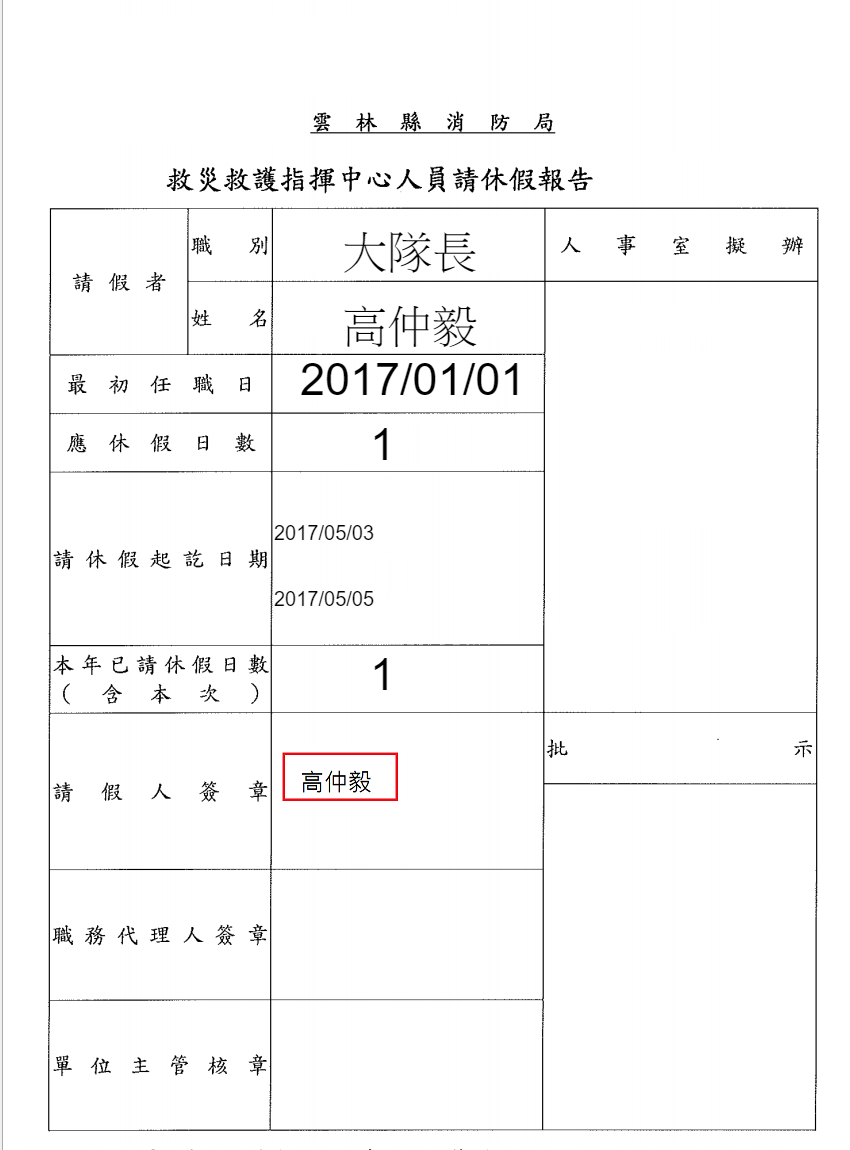 雲林縣消防局
救災救護指揮中心人員請休假報告
請假者
職別
大隊長
人事室擬辦
姓名
高仲毅
最初任職日
2017/01/01
應休假日數
1
請休假起訖日期
2017/05/03
2017/05/05
本年已請休假日數
（含本次）
1
請假人簽章
高仲毅
批示
職務代理人簽章
單位主管核章